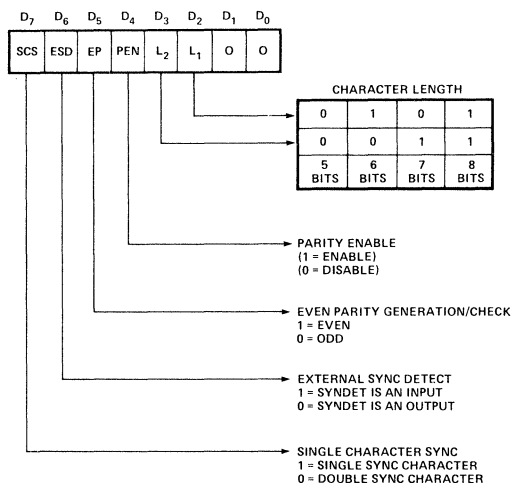 D7 D6 D5 D4 D3 D2 D1 D0
SCS ESD EP PEN L2 L1 O O
CHARACTER LENGTH
0 1 0 1
0 0 1 1
5 BITS 6 BITS 7 BITS 8 BITS
PARITY ENABLE
(1 = ENABLE)
(0 = DISABLE)
EVEN PARITY GENERATION/CHECK
1 = EVEN
0 = ODD
EXTERNAL SYNC DETECT
1 = SYNDET IS AN INPUT
0 = SYNDET IS AN OUTPUT
SINGLE CHARACTER SYNC
1 = SINGLE SYNC CHARACTER
0 = DOUBLE SYNC CHARACTER